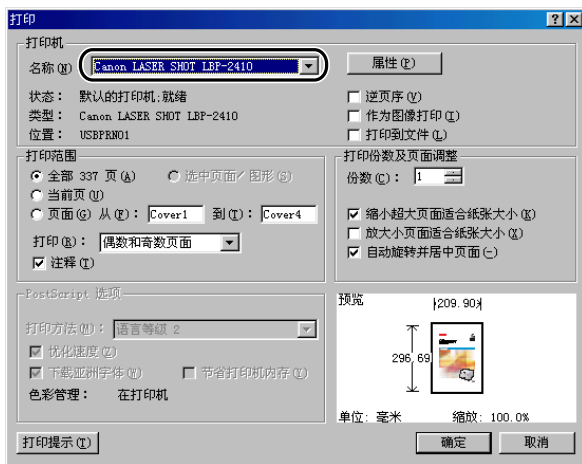 打印
打印机
名称(N) Canon LASER SHOT LBP-2410 属性(P)
状态： 默认的打印机;就绪 逆页序(V)
类型： Canon LASER SHOT LBP-2410 作为图像打印(I)
位置： USBPRN01 打印到文件(L)
打印范围 打印份数及页面调整
全部 337 页(A) 选中页面/图形(S) 份数(C)： 1
当前页(U)
页面(G) 从(F)： Cover1 到(T)： Cover4 缩小超大页面适合纸张大小(K)
放大小页面适合纸张大小(X)
打印(R)： 偶数和奇数页面 自动旋转并居中页面(-)
注释(T)
PostScript 选项 预览
209.90
打印方法(M)： 语言等级 2
优化速度(Z) 296,69
下载亚洲字体(W) 节省打印机内存(O)
色彩管理： 在打印机
单位: 毫米 缩放: 100.0%
打印提示(T) 确定 取消